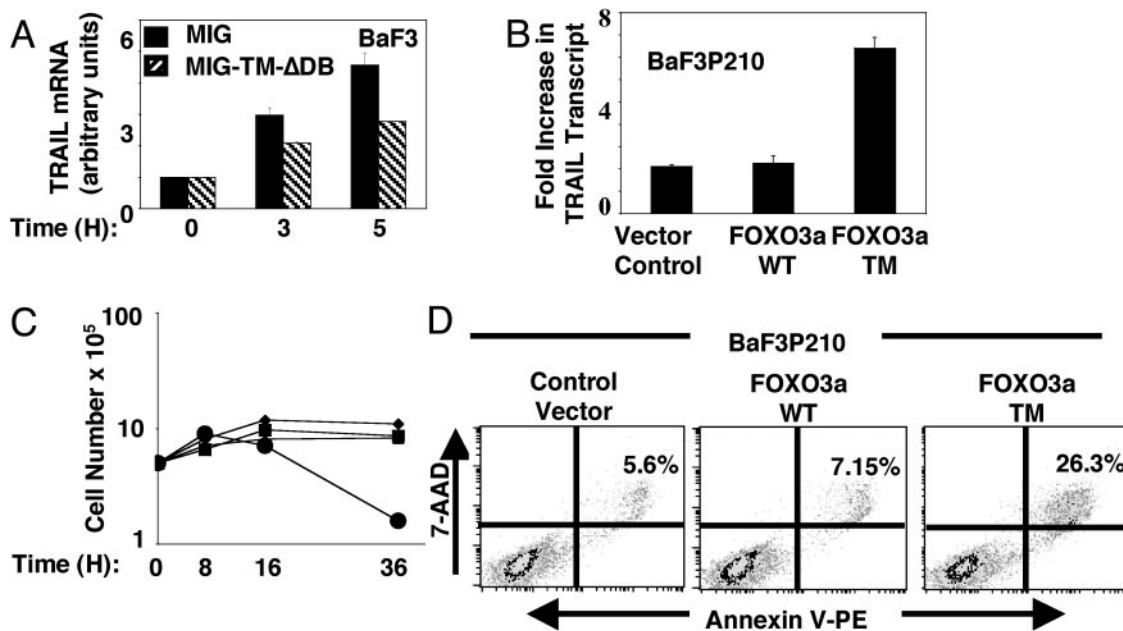 A
TRAIL mRNA
(arbitrary units)
6
3
0
MIG
MIG-TM-ΔDB
BaF3
Time (H): 0 3 5
B
Fold Increase in
TRAIL Transcript
8
4
0
BaF3P210
Vector
Control
FOXO3a
WT
FOXO3a
TM
C
Cell Number x 10⁵
100
10
1
Time (H): 0 8 16 36
D
BaF3P210
Control
Vector
FOXO3a
WT
FOXO3a
TM
7-AAD
5.6%
7.15%
26.3%
Annexin V-PE